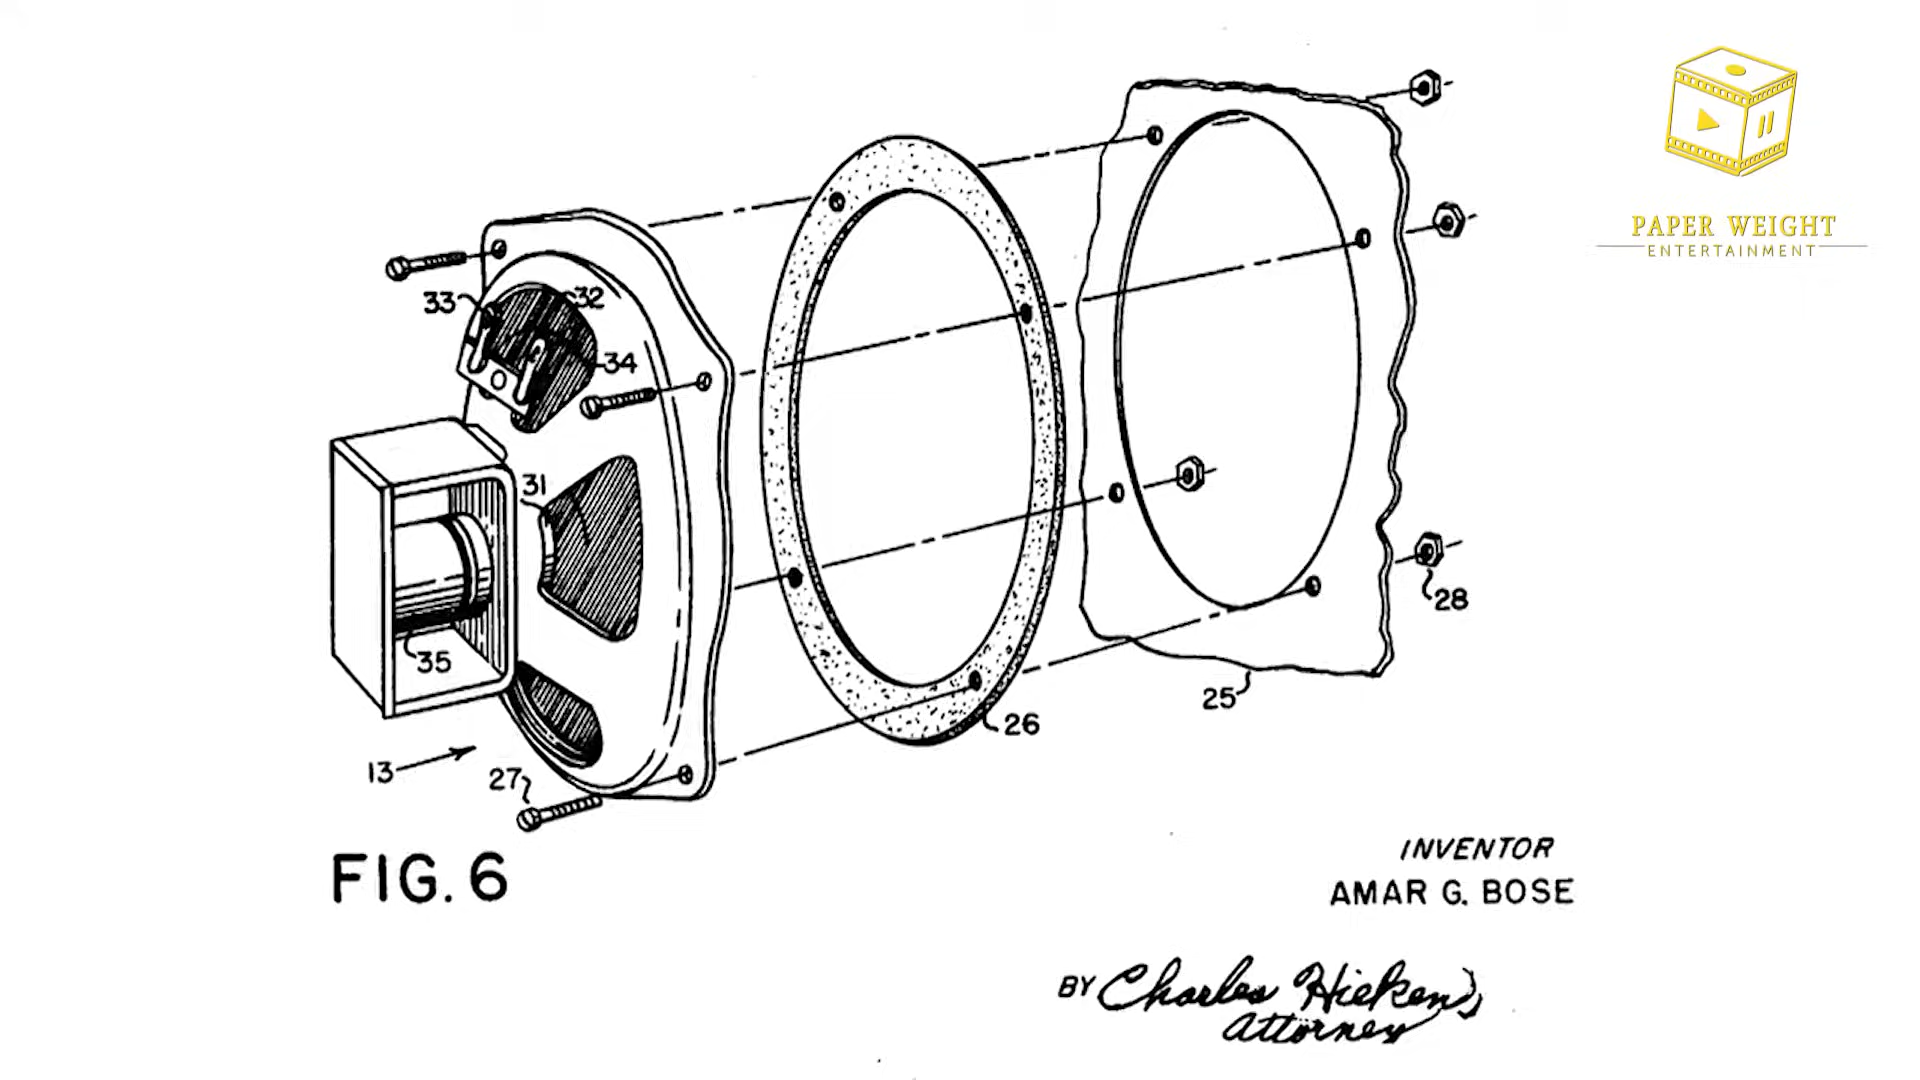 PAPER WEIGHT
ENTERTAINMENT
33
32
34
31
35
13
27
26
25
28
FIG. 6
INVENTOR
AMAR G. BOSE
BY Charles Hieken,
Attorney